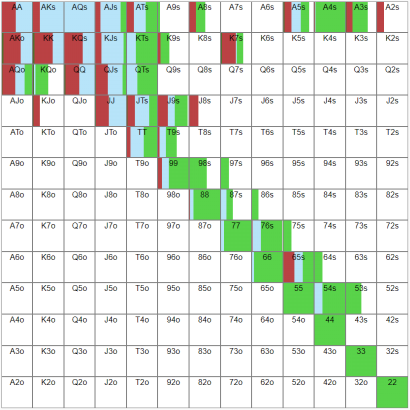 AA AKs AQs AJs ATs A9s A8s A7s A6s A5s A4s A3s A2s
AKo KK KQs KJs KTs K9s K8s K7s K6s K5s K4s K3s K2s
AQo KQo QQ QJs QTs Q9s Q8s Q7s Q6s Q5s Q4s Q3s Q2s
AJo KJo QJo JJ JTs J9s J8s J7s J6s J5s J4s J3s J2s
ATo KTo QTo JTo TT T9s T8s T7s T6s T5s T4s T3s T2s
A9o K9o Q9o J9o T9o 99 98s 97s 96s 95s 94s 93s 92s
A8o K8o Q8o J8o T8o 98o 88 87s 86s 85s 84s 83s 82s
A7o K7o Q7o J7o T7o 97o 87o 77 76s 75s 74s 73s 72s
A6o K6o Q6o J6o T6o 96o 86o 76o 66 65s 64s 63s 62s
A5o K5o Q5o J5o T5o 95o 85o 75o 65o 55 54s 53s 52s
A4o K4o Q4o J4o T4o 94o 84o 74o 64o 54o 44 43s 42s
A3o K3o Q3o J3o T3o 93o 83o 73o 63o 53o 43o 33 32s
A2o K2o Q2o J2o T2o 92o 82o 72o 62o 52o 42o 32o 22